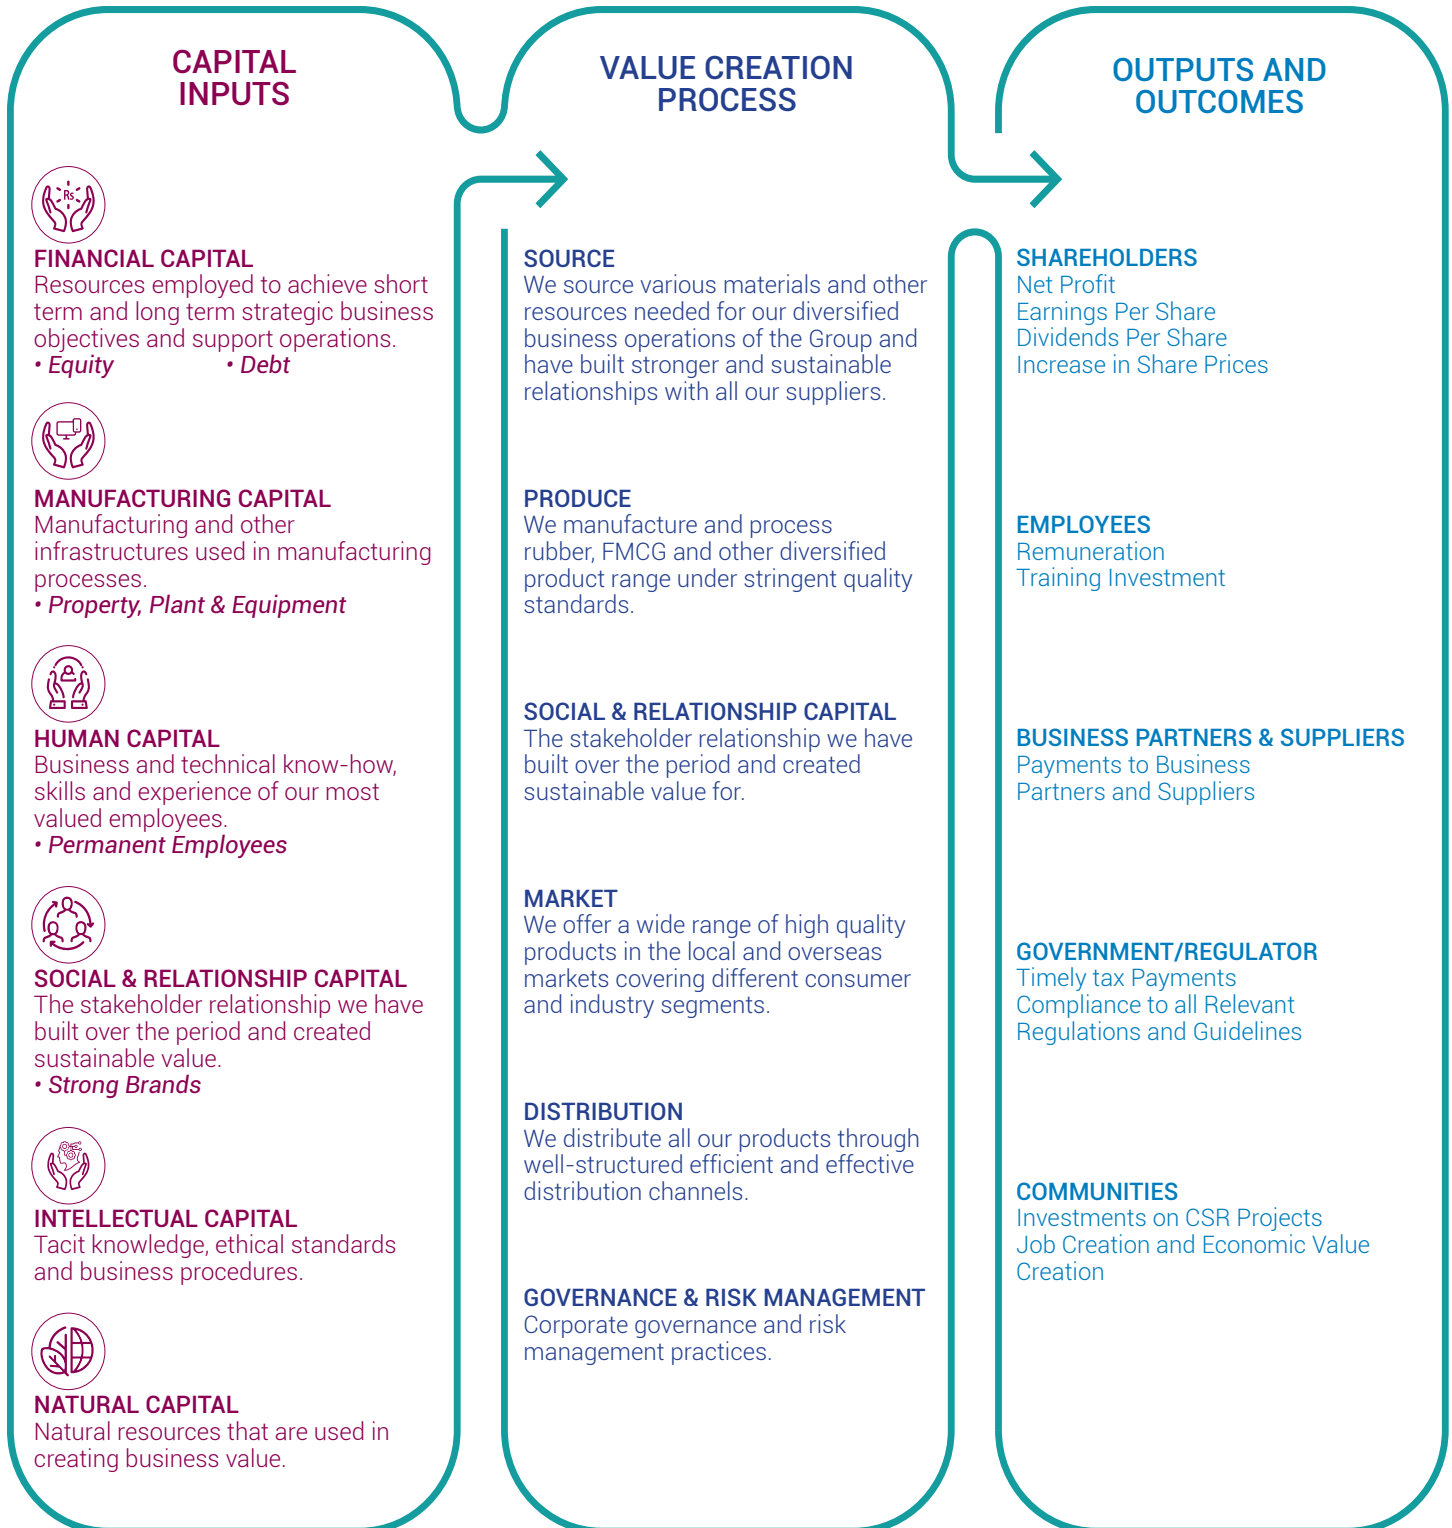 CAPITAL
INPUTS
Rs
FINANCIAL CAPITAL
Resources employed to achieve short
term and long term strategic business
objectives and support operations.
• Equity • Debt
MANUFACTURING CAPITAL
Manufacturing and other
infrastructures used in manufacturing
processes.
• Property, Plant & Equipment
HUMAN CAPITAL
Business and technical know-how,
skills and experience of our most
valued employees.
• Permanent Employees
SOCIAL & RELATIONSHIP CAPITAL
The stakeholder relationship we have
built over the period and created
sustainable value.
• Strong Brands
INTELLECTUAL CAPITAL
Tacit knowledge, ethical standards
and business procedures.
NATURAL CAPITAL
Natural resources that are used in
creating business value.
VALUE CREATION
PROCESS
SOURCE
We source various materials and other
resources needed for our diversified
business operations of the Group and
have built stronger and sustainable
relationships with all our suppliers.
PRODUCE
We manufacture and process
rubber, FMCG and other diversified
product range under stringent quality
standards.
SOCIAL & RELATIONSHIP CAPITAL
The stakeholder relationship we have
built over the period and created
sustainable value for.
MARKET
We offer a wide range of high quality
products in the local and overseas
markets covering different consumer
and industry segments.
DISTRIBUTION
We distribute all our products through
well-structured efficient and effective
distribution channels.
GOVERNANCE & RISK MANAGEMENT
Corporate governance and risk
management practices.
OUTPUTS AND
OUTCOMES
SHAREHOLDERS
Net Profit
Earnings Per Share
Dividends Per Share
Increase in Share Prices
EMPLOYEES
Remuneration
Training Investment
BUSINESS PARTNERS & SUPPLIERS
Payments to Business
Partners and Suppliers
GOVERNMENT/REGULATOR
Timely tax Payments
Compliance to all Relevant
Regulations and Guidelines
COMMUNITIES
Investments on CSR Projects
Job Creation and Economic Value
Creation